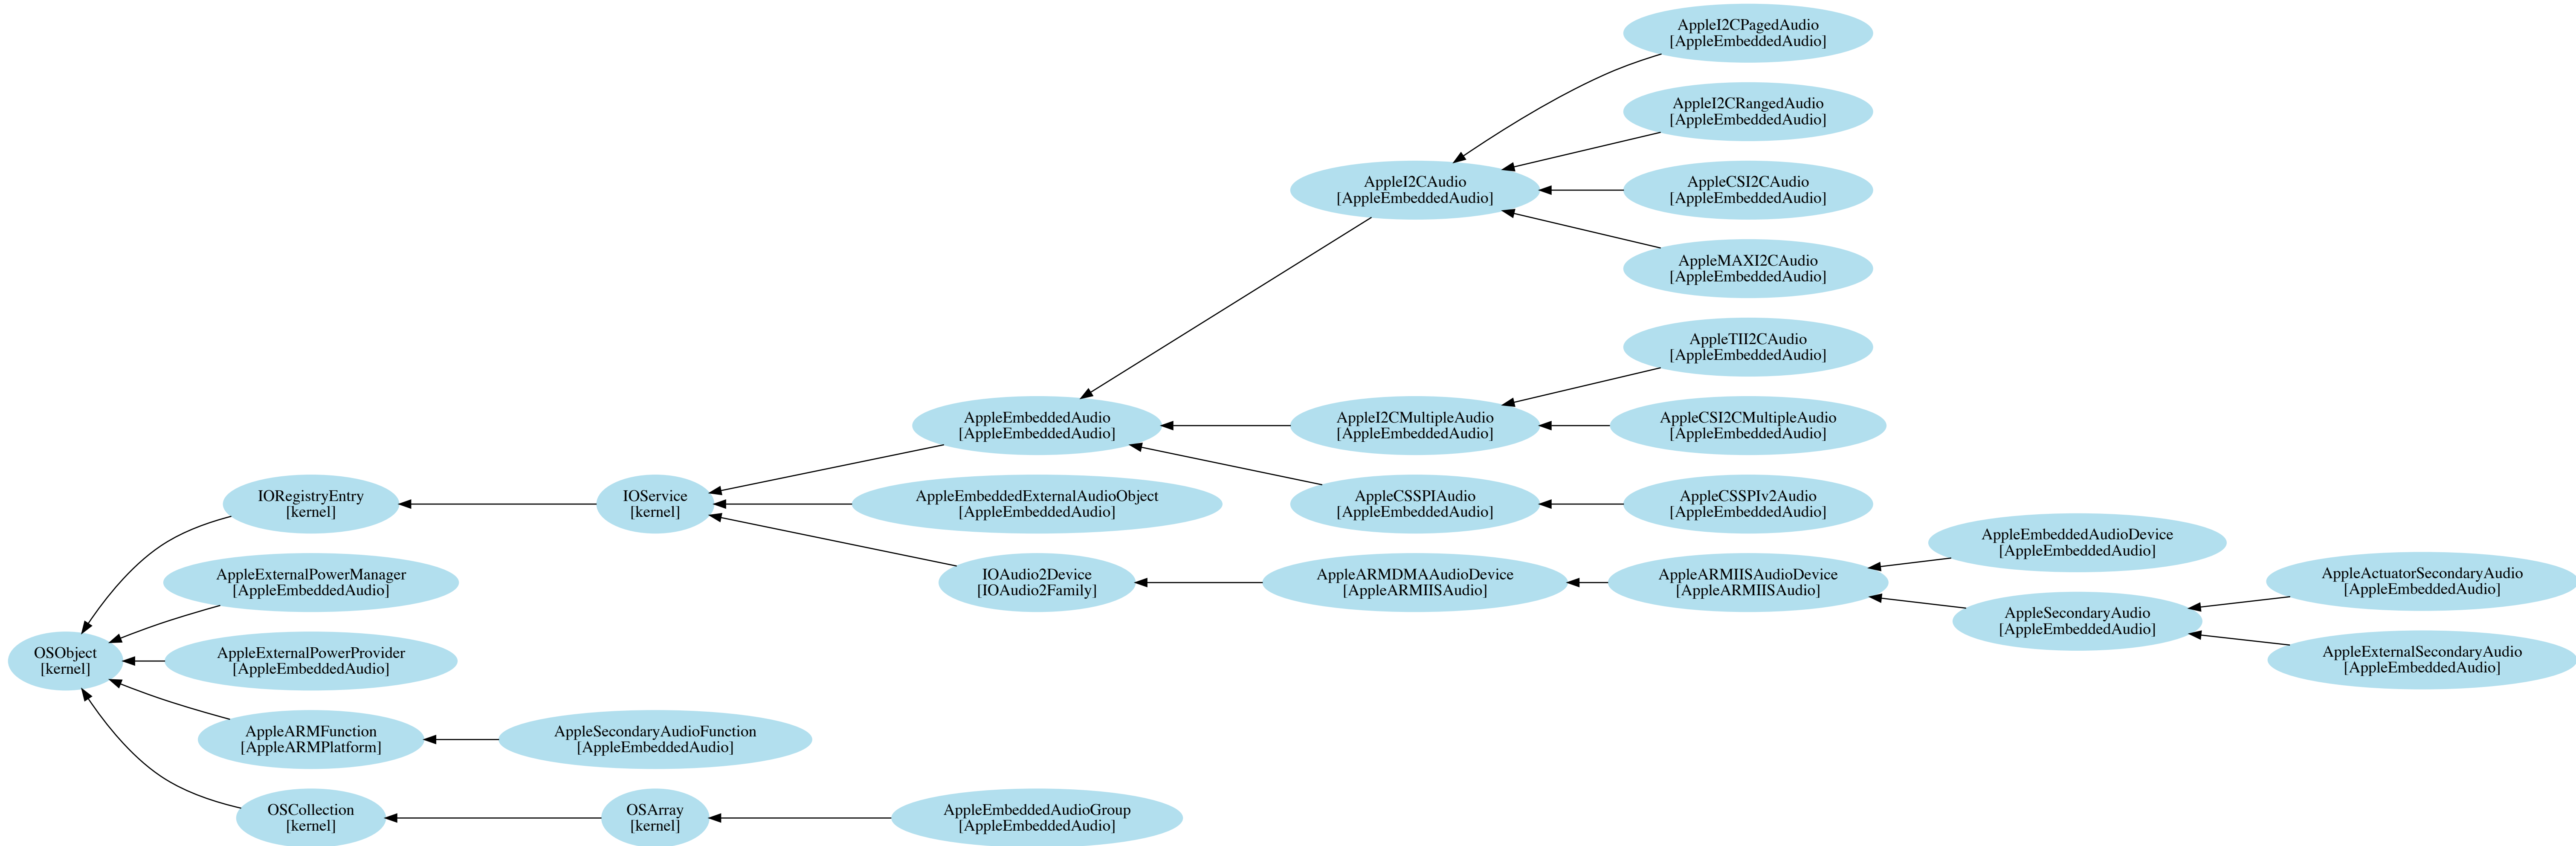 AppleI2CPagedAudio
[AppleEmbeddedAudio]
AppleI2CRangedAudio
[AppleEmbeddedAudio]
AppleI2CAudio
[AppleEmbeddedAudio]
AppleCSI2CAudio
[AppleEmbeddedAudio]
AppleMAXI2CAudio
[AppleEmbeddedAudio]
AppleTII2CAudio
[AppleEmbeddedAudio]
AppleEmbeddedAudio
[AppleEmbeddedAudio]
AppleI2CMultipleAudio
[AppleEmbeddedAudio]
AppleCSI2CMultipleAudio
[AppleEmbeddedAudio]
IORegistryEntry
[kernel]
IOService
[kernel]
AppleEmbeddedExternalAudioObject
[AppleEmbeddedAudio]
AppleCSSPIAudio
[AppleEmbeddedAudio]
AppleCSSPIv2Audio
[AppleEmbeddedAudio]
AppleEmbeddedAudioDevice
[AppleEmbeddedAudio]
AppleExternalPowerManager
[AppleEmbeddedAudio]
IOAudio2Device
[IOAudio2Family]
AppleARMDMAAudioDevice
[AppleARMIISAudio]
AppleARMIISAudioDevice
[AppleARMIISAudio]
AppleActuatorSecondaryAudio
[AppleEmbeddedAudio]
AppleSecondaryAudio
[AppleEmbeddedAudio]
OSObject
[kernel]
AppleExternalPowerProvider
[AppleEmbeddedAudio]
AppleExternalSecondaryAudio
[AppleEmbeddedAudio]
AppleARMFunction
[AppleARMPlatform]
AppleSecondaryAudioFunction
[AppleEmbeddedAudio]
OSCollection
[kernel]
OSArray
[kernel]
AppleEmbeddedAudioGroup
[AppleEmbeddedAudio]